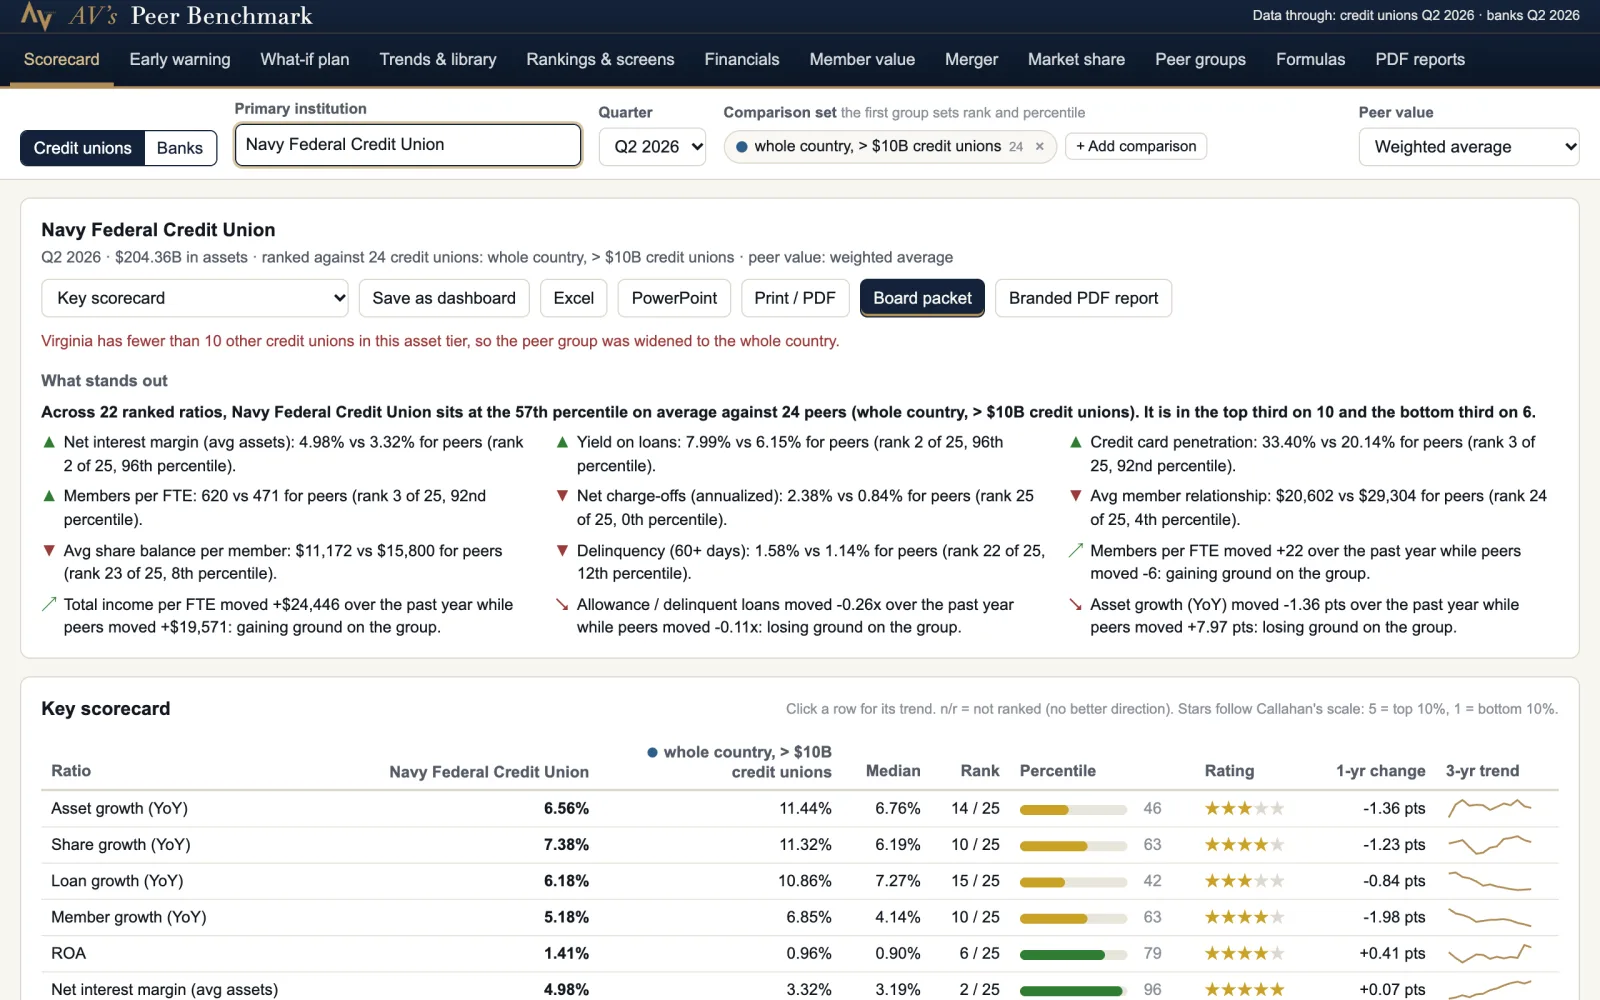 AV's Peer Benchmark
Data through: credit unions Q2 2026 · banks Q2 2026
Scorecard Early warning What-if plan Trends & library Rankings & screens Financials Member value Merger Market share Peer groups Formulas PDF reports
Credit unions Banks
Primary institution
Navy Federal Credit Union
Quarter
Q2 2026
Comparison set the first group sets rank and percentile
whole country, > $10B credit unions 24 ×
+ Add comparison
Peer value
Weighted average
Navy Federal Credit Union
Q2 2026 · $204.36B in assets · ranked against 24 credit unions: whole country, > $10B credit unions · peer value: weighted average
Key scorecard Save as dashboard Excel PowerPoint Print / PDF Board packet Branded PDF report
Virginia has fewer than 10 other credit unions in this asset tier, so the peer group was widened to the whole country.
What stands out
Across 22 ranked ratios, Navy Federal Credit Union sits at the 57th percentile on average against 24 peers (whole country, > $10B credit unions). It is in the top third on 10 and the bottom third on 6.
▲ Net interest margin (avg assets): 4.98% vs 3.32% for peers (rank
2 of 25, 96th percentile).
▲ Yield on loans: 7.99% vs 6.15% for peers (rank 2 of 25, 96th
percentile).
▲ Credit card penetration: 33.40% vs 20.14% for peers (rank 3 of
25, 92nd percentile).
▲ Members per FTE: 620 vs 471 for peers (rank 3 of 25, 92nd
percentile).
▼ Net charge-offs (annualized): 2.38% vs 0.84% for peers (rank 25
of 25, 0th percentile).
▼ Avg member relationship: $20,602 vs $29,304 for peers (rank 24
of 25, 4th percentile).
▼ Avg share balance per member: $11,172 vs $15,800 for peers
(rank 23 of 25, 8th percentile).
▼ Delinquency (60+ days): 1.58% vs 1.14% for peers (rank 22 of 25,
12th percentile).
↗ Members per FTE moved +22 over the past year while peers
moved -6: gaining ground on the group.
↗ Total income per FTE moved +$24,446 over the past year while
peers moved +$19,571: gaining ground on the group.
↘ Allowance / delinquent loans moved -0.26x over the past year
while peers moved -0.11x: losing ground on the group.
↘ Asset growth (YoY) moved -1.36 pts over the past year while
peers moved +7.97 pts: losing ground on the group.
Key scorecard
Click a row for its trend. n/r = not ranked (no better direction). Stars follow Callahan's scale: 5 = top 10%, 1 = bottom 10%.
Ratio Navy Federal Credit Union whole country, > $10B
credit unions Median Rank Percentile Rating 1-yr change 3-yr trend
Asset growth (YoY) 6.56% 11.44% 6.76% 14 / 25 46 ★★★★★ -1.36 pts
Share growth (YoY) 7.38% 11.32% 6.19% 10 / 25 63 ★★★★★ -1.23 pts
Loan growth (YoY) 6.18% 10.86% 7.27% 15 / 25 42 ★★★★★ -0.84 pts
Member growth (YoY) 5.18% 6.85% 4.14% 10 / 25 63 ★★★★★ -1.98 pts
ROA 1.41% 0.96% 0.90% 6 / 25 79 ★★★★★ +0.41 pts
Net interest margin (avg assets) 4.98% 3.32% 3.19% 2 / 25 96 ★★★★★ +0.07 pts